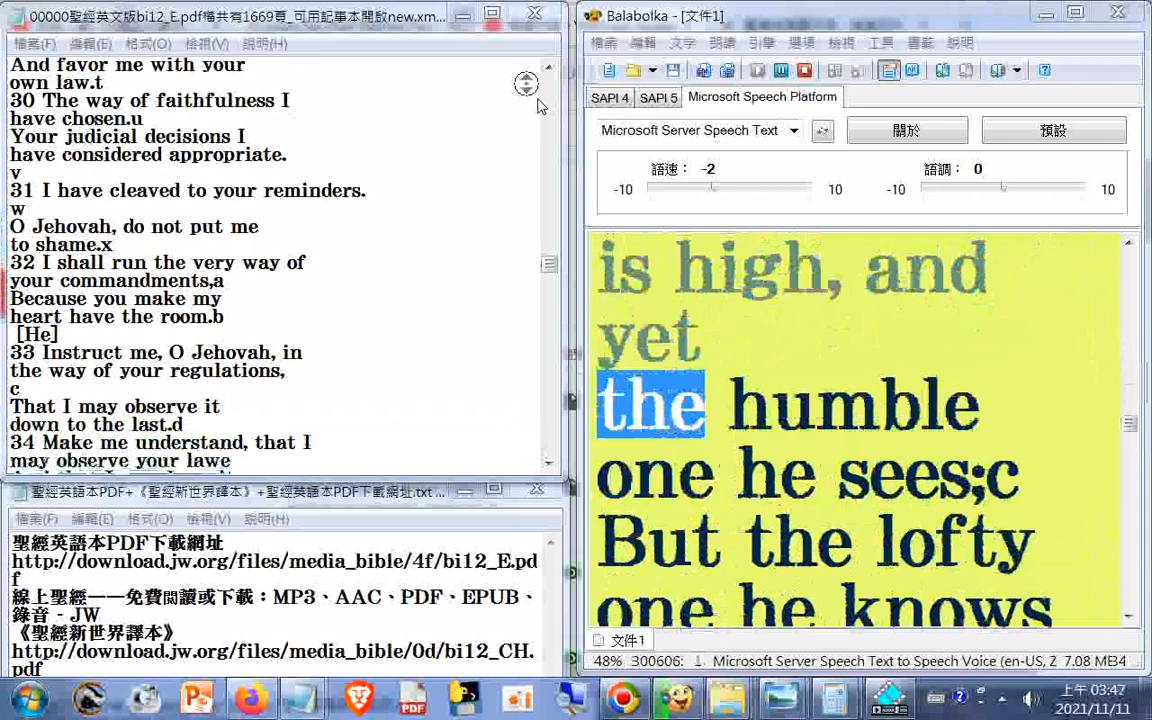 00000聖經英文版bi12_E.pdf檔共有1669頁_可用記事本開啟new.xm...
檔案(F) 編輯(E) 格式(O) 檢視(V) 說明(H)
And favor me with your
own law.t
30 The way of faithfulness I
have chosen.u
Your judicial decisions I
have considered appropriate.
v
31 I have cleaved to your reminders.
w
O Jehovah, do not put me
to shame.x
32 I shall run the very way of
your commandments,a
Because you make my
heart have the room.b
[He]
33 Instruct me, O Jehovah, in
the way of your regulations,
c
That I may observe it
down to the last.d
34 Make me understand, that I
may observe your lawe
聖經英語本PDF+《聖經新世界譯本》+聖經英語本PDF下載網址.txt ...
檔案(F) 編輯(E) 格式(O) 檢視(V) 說明(H)
聖經英語本PDF下載網址
http://download.jw.org/files/media_bible/4f/bi12_E.pd
f
線上聖經——免費閱讀或下載：MP3、AAC、PDF、EPUB、
錄音 - JW
《聖經新世界譯本》
http://download.jw.org/files/media_bible/0d/bi12_CH.
pdf
Balabolka - [文件1]
檔案 編輯 文字 朗讀 引擎 選項 檢視 工具 書籤 說明
SAPI 4 SAPI 5 Microsoft Speech Platform
Microsoft Server Speech Text 關於 預設
語速： -2 語調： 0
-10 10 -10 10
is high, and
yet
the humble
one he sees;c
But the lofty
one he knows
文件1
48% 300606: 1 Microsoft Server Speech Text to Speech Voice (en-US, Z 7.08 MB34
上午 03:47
2021/11/11